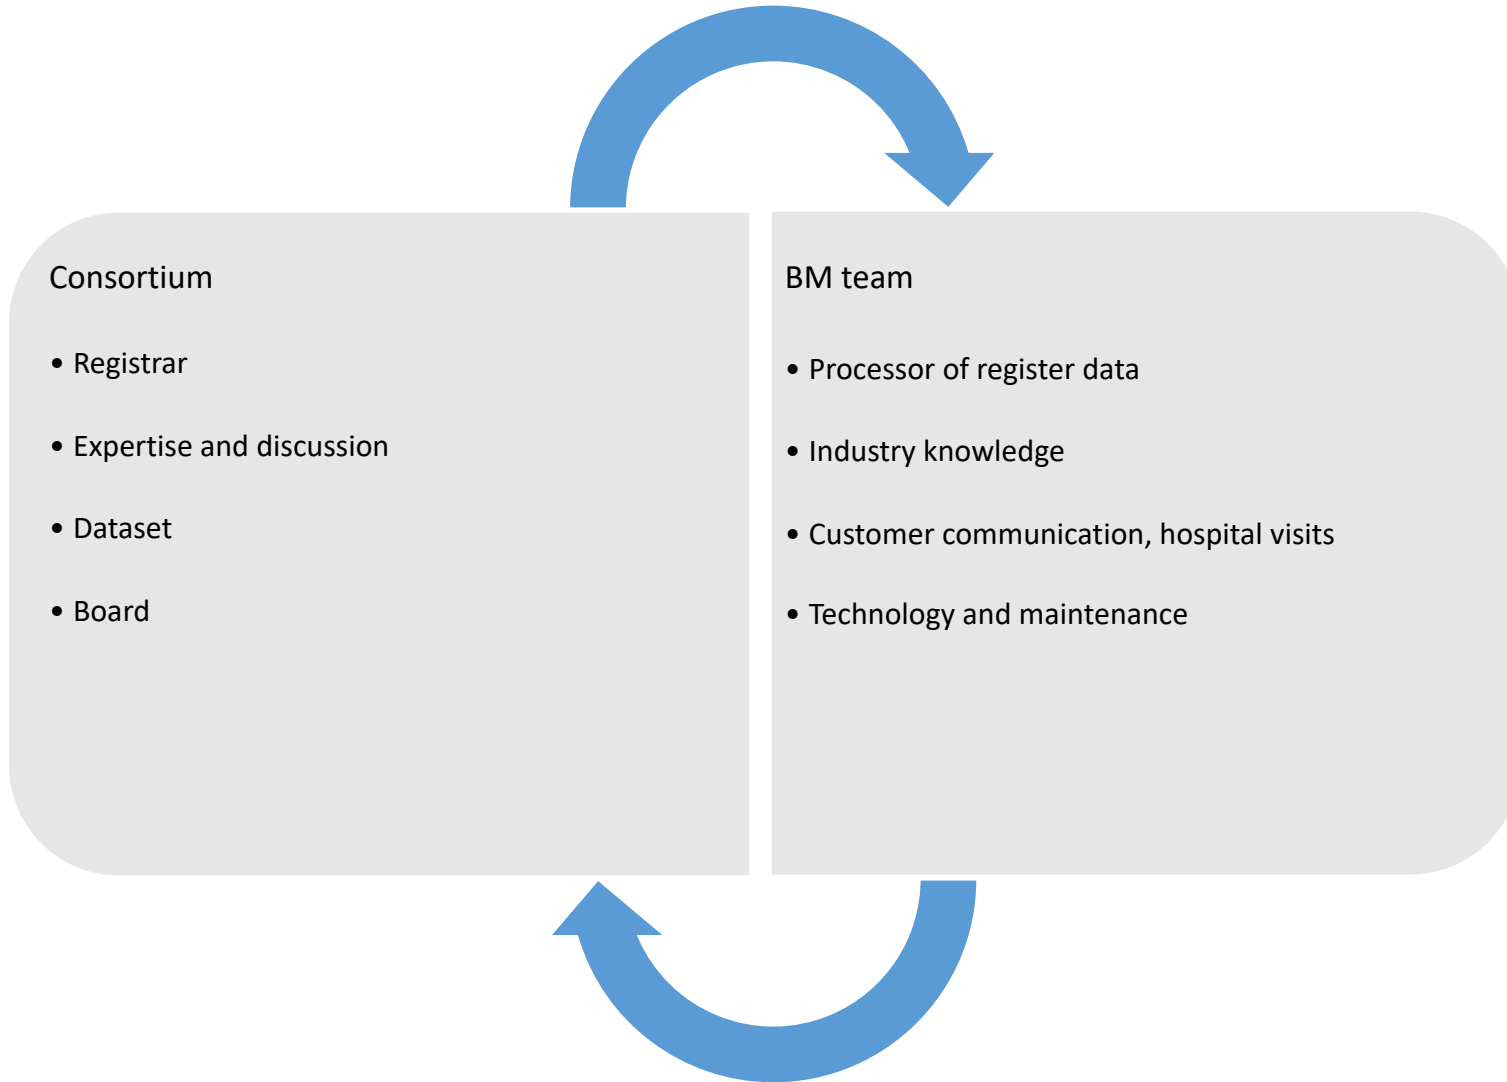 Consortium
• Registrar
• Expertise and discussion
• Dataset
• Board
BM team
• Processor of register data
• Industry knowledge
• Customer communication, hospital visits
• Technology and maintenance